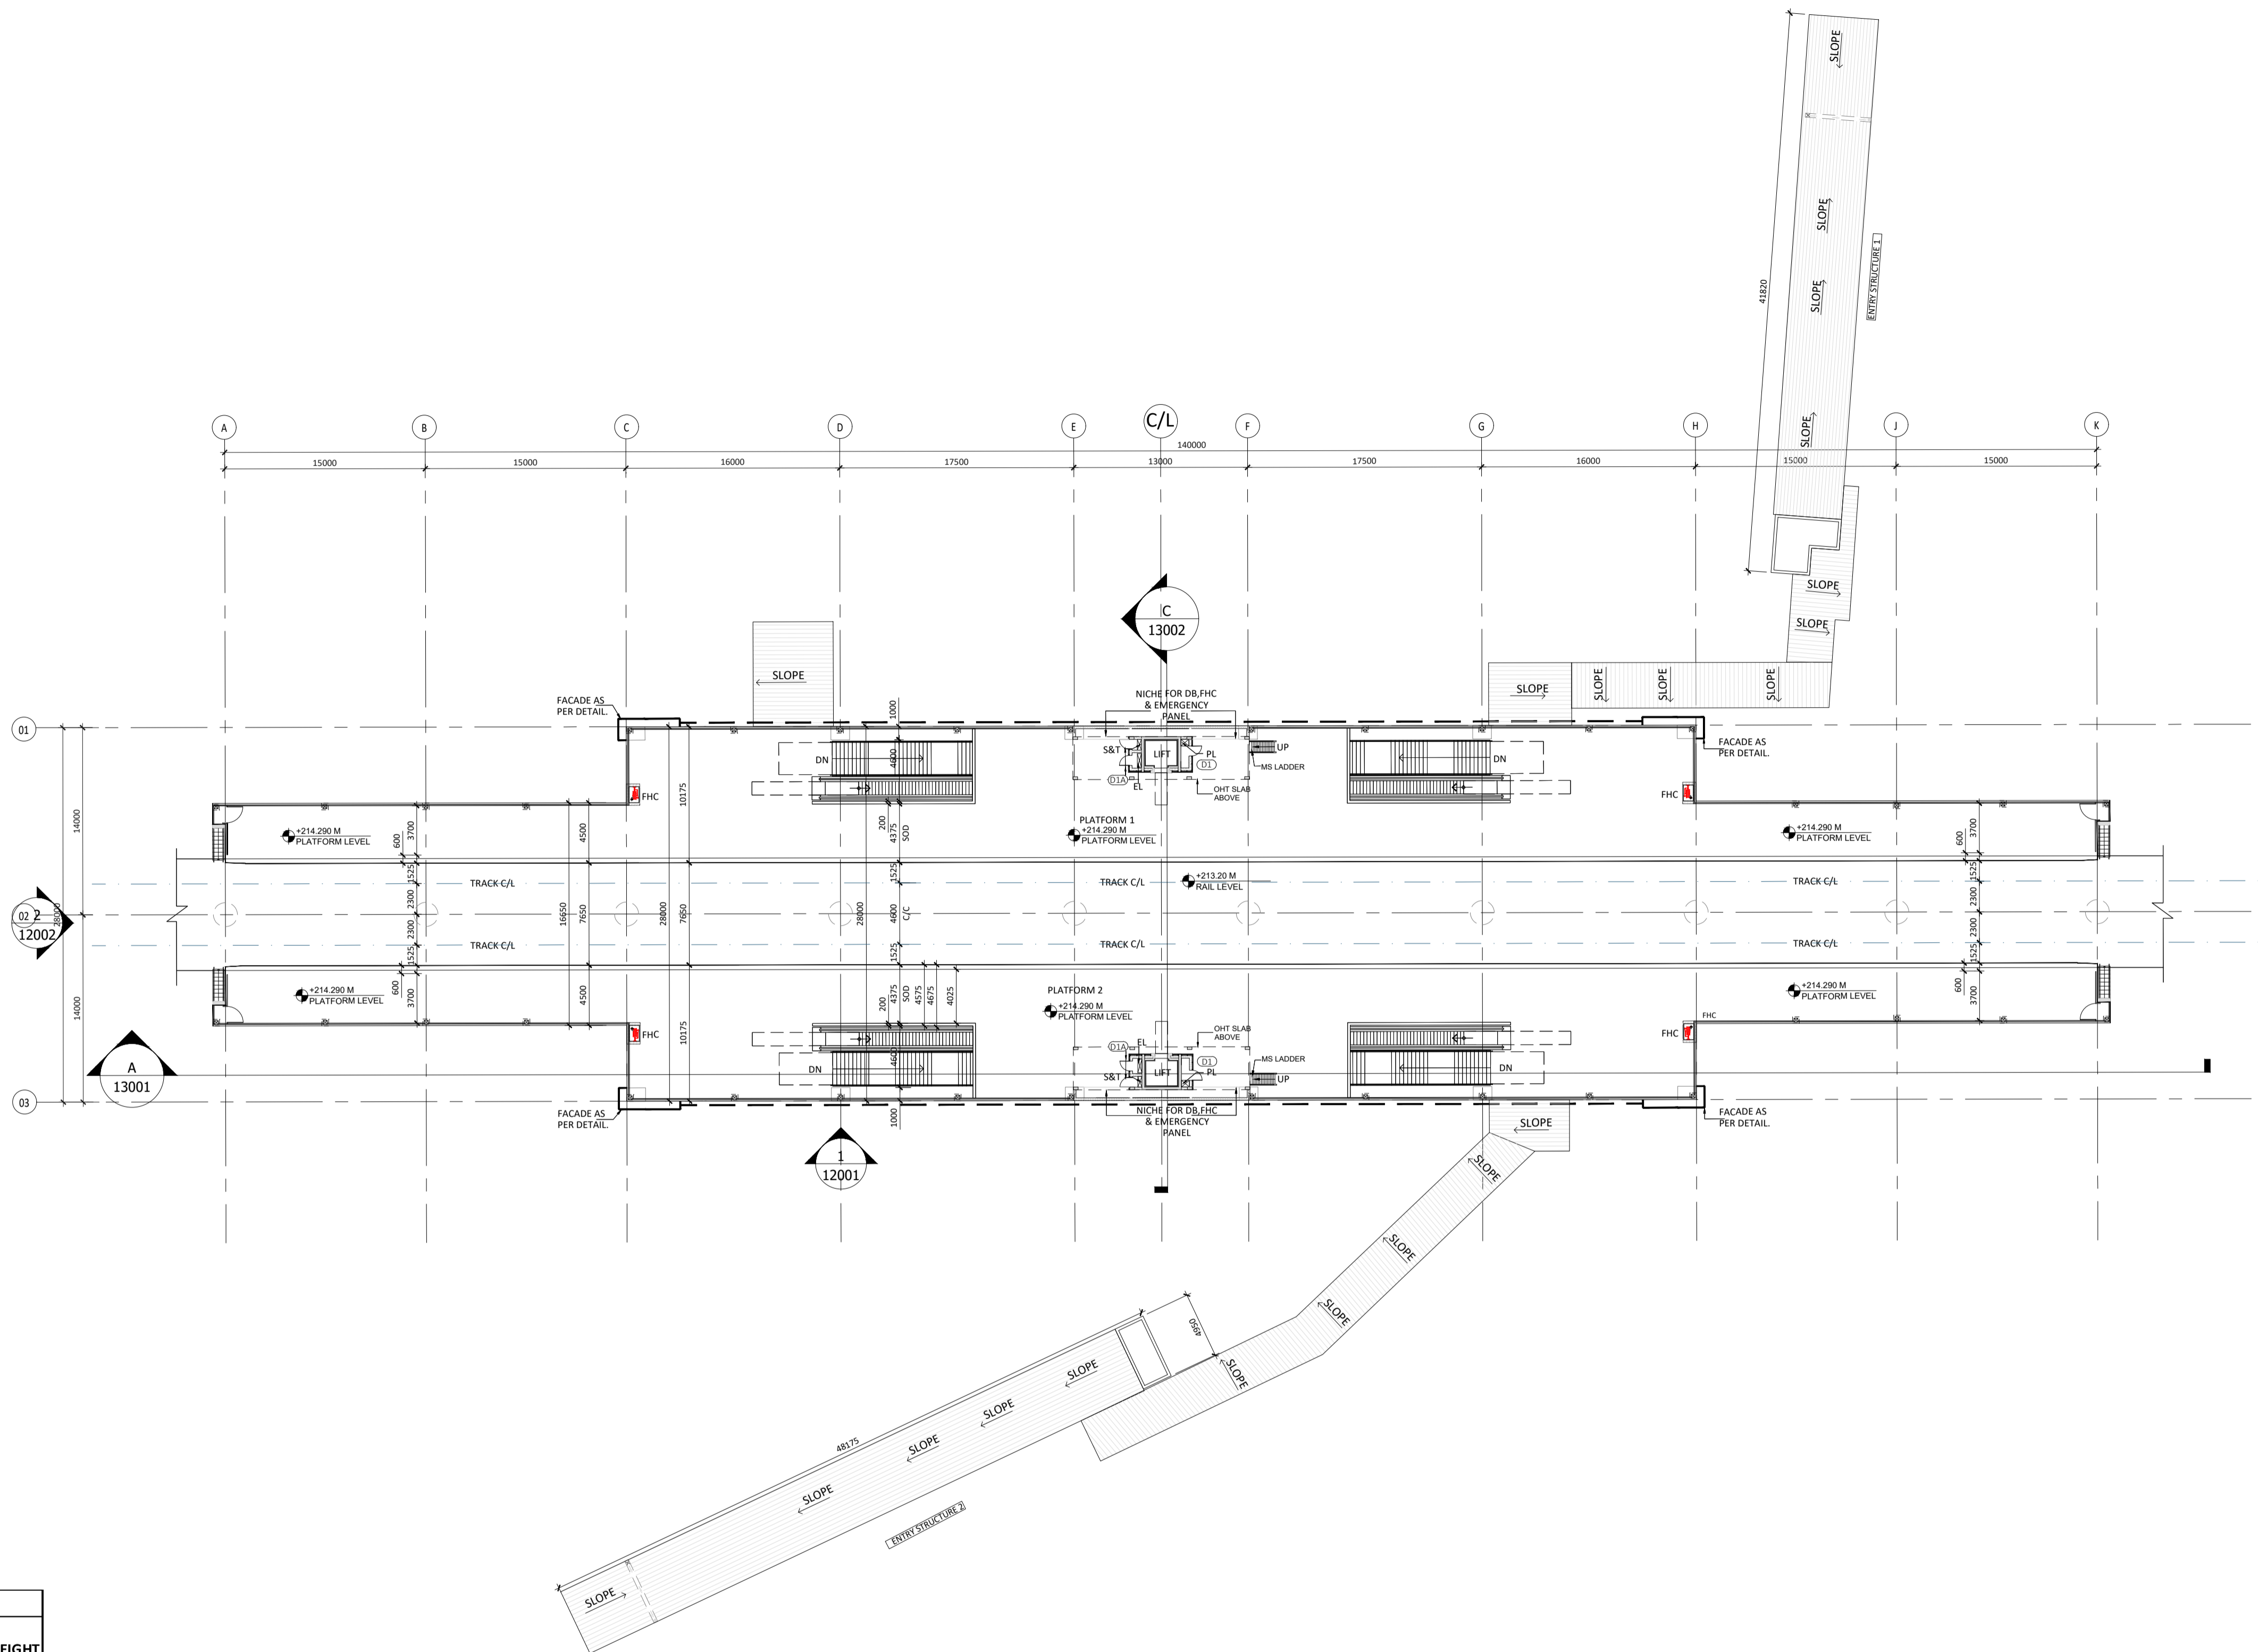 SLOPE
SLOPE
SLOPE
SLOPE
41820
ENTRY STRUCTURE 1
A
B
C
D
E
C/L
F
G
H
J
K
140000
15000
15000
16000
17500
13000
17500
16000
15000
15000
SLOPE
SLOPE
C
13002
SLOPE
SLOPE
SLOPE
SLOPE
SLOPE
FACADE AS
PER DETAIL.
NICHE FOR DB,FHC
& EMERGENCY
PANEL
1000
01
FACADE AS
PER DETAIL.
DN
4600
S&T
LIFT
PL
D1
UP
MS LADDER
DN
D1A
EL
OHT SLAB
ABOVE
FHC
10175
FHC
14000
+214.290 M
PLATFORM LEVEL
600
3700
4500
200
4375
SOD
PLATFORM 1
+214.290 M
PLATFORM LEVEL
+214.290 M
PLATFORM LEVEL
600
3700
1525
1525
1525
TRACK C/L
TRACK C/L
+213.20 M
RAIL LEVEL
TRACK C/L
02
2
12002
28000
2300
2300
16650
7650
28000
7650
28000
4600
C/C
2300
2300
TRACK C/L
TRACK C/L
TRACK C/L
1525
1525
1525
14000
+214.290 M
PLATFORM LEVEL
600
3700
4500
200
4375
SOD
4575
4675
4025
PLATFORM 2
+214.290 M
PLATFORM LEVEL
+214.290 M
PLATFORM LEVEL
600
3700
FHC
FHC
10175
OHT SLAB
ABOVE
FHC
A
13001
EL
D1A
4600
DN
S&T
LIFT
D1
PL
MS LADDER
UP
DN
03
FACADE AS
PER DETAIL.
1000
NICHE FOR DB,FHC
& EMERGENCY
PANEL
FACADE AS
PER DETAIL.
1
12001
SLOPE
SLOPE
SLOPE
SLOPE
4950
SLOPE
SLOPE
SLOPE
SLOPE
SLOPE
48175
ENTRY STRUCTURE 2
SLOPE